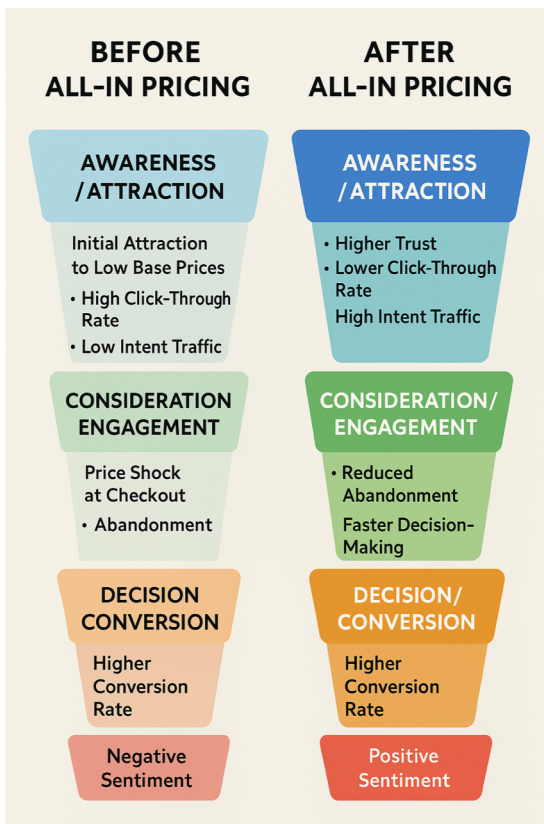 BEFORE
ALL-IN PRICING
AWARENESS
/ ATTRACTION
Initial Attraction
to Low Base Prices
• High Click-Through
Rate
• Low Intent Traffic
CONSIDERATION
ENGAGEMENT
Price Shock
at Checkout
• Abandonment
DECISION
CONVERSION
Higher
Conversion
Rate
Negative
Sentiment
AFTER
ALL-IN PRICING
AWARENESS
/ ATTRACTION
• Higher Trust
• Lower Click-Through
Rate
High Intent Traffic
CONSIDERATION/
ENGAGEMENT
• Reduced
Abandonment
Faster Decision-
Making
DECISION/
CONVERSION
Higher
Conversion
Rate
Positive
Sentiment